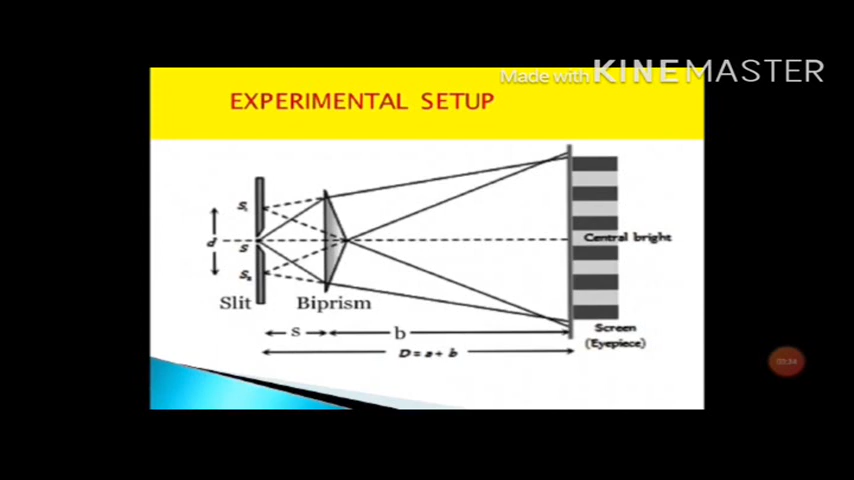 Made with KINEMASTER
EXPERIMENTAL SETUP
S₁
d
S
Central bright
S₂
Slit
Biprism
s
b
Screen
(Eyepiece)
D = a + b